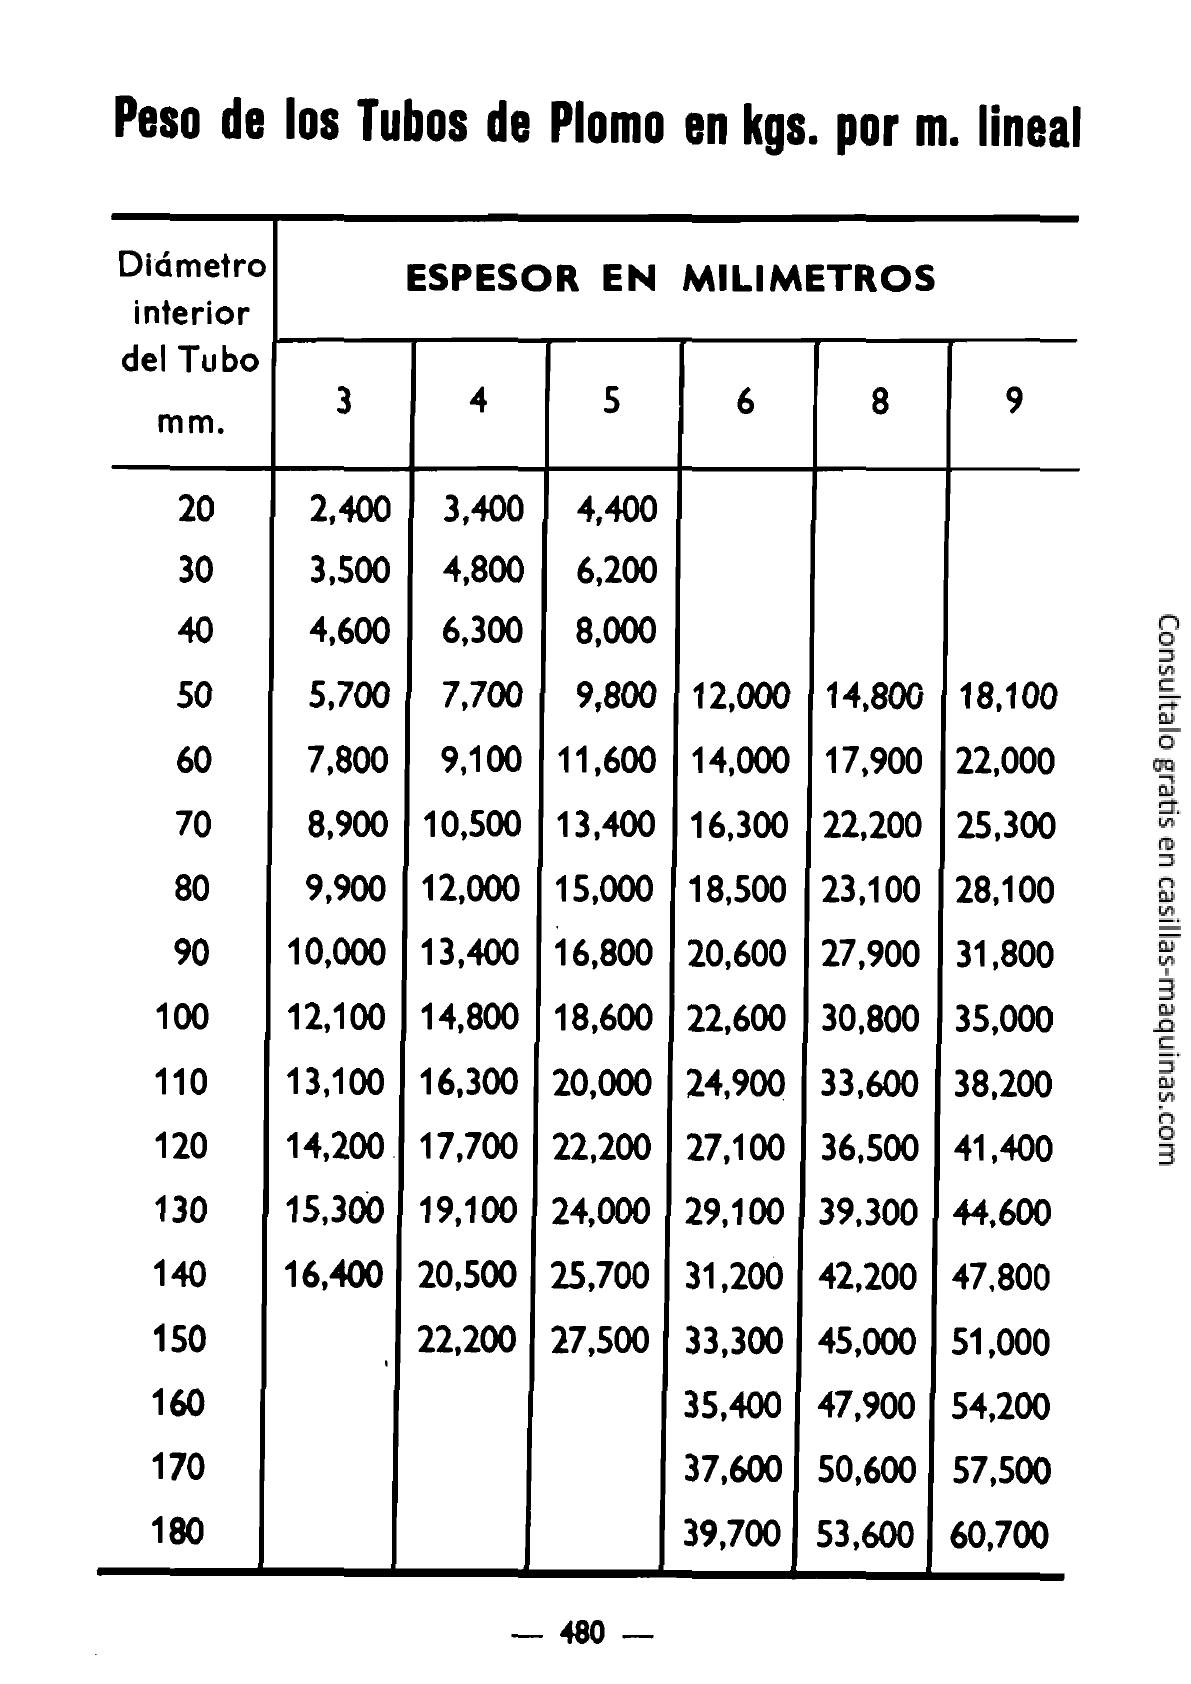 Peso de los Tubos de Plomo en kgs. por m. lineal
Diámetro
interior
del Tubo
mm.
ESPESOR EN MILIMETROS
3 4 5 6 8 9
20 2,400 3,400 4,400
30 3,500 4,800 6,200
40 4,600 6,300 8,000
50 5,700 7,700 9,800 12,000 14,800 18,100
60 7,800 9,100 11,600 14,000 17,900 22,000
70 8,900 10,500 13,400 16,300 22,200 25,300
80 9,900 12,000 15,000 18,500 23,100 28,100
90 10,000 13,400 16,800 20,600 27,900 31,800
100 12,100 14,800 18,600 22,600 30,800 35,000
110 13,100 16,300 20,000 24,900 33,600 38,200
120 14,200 17,700 22,200 27,100 36,500 41,400
130 15,300 19,100 24,000 29,100 39,300 44,600
140 16,400 20,500 25,700 31,200 42,200 47,800
150 22,200 27,500 33,300 45,000 51,000
160 35,400 47,900 54,200
170 37,600 50,600 57,500
180 39,700 53,600 60,700
— 480 —
Consultalo gratis en casillas-maquinas.com